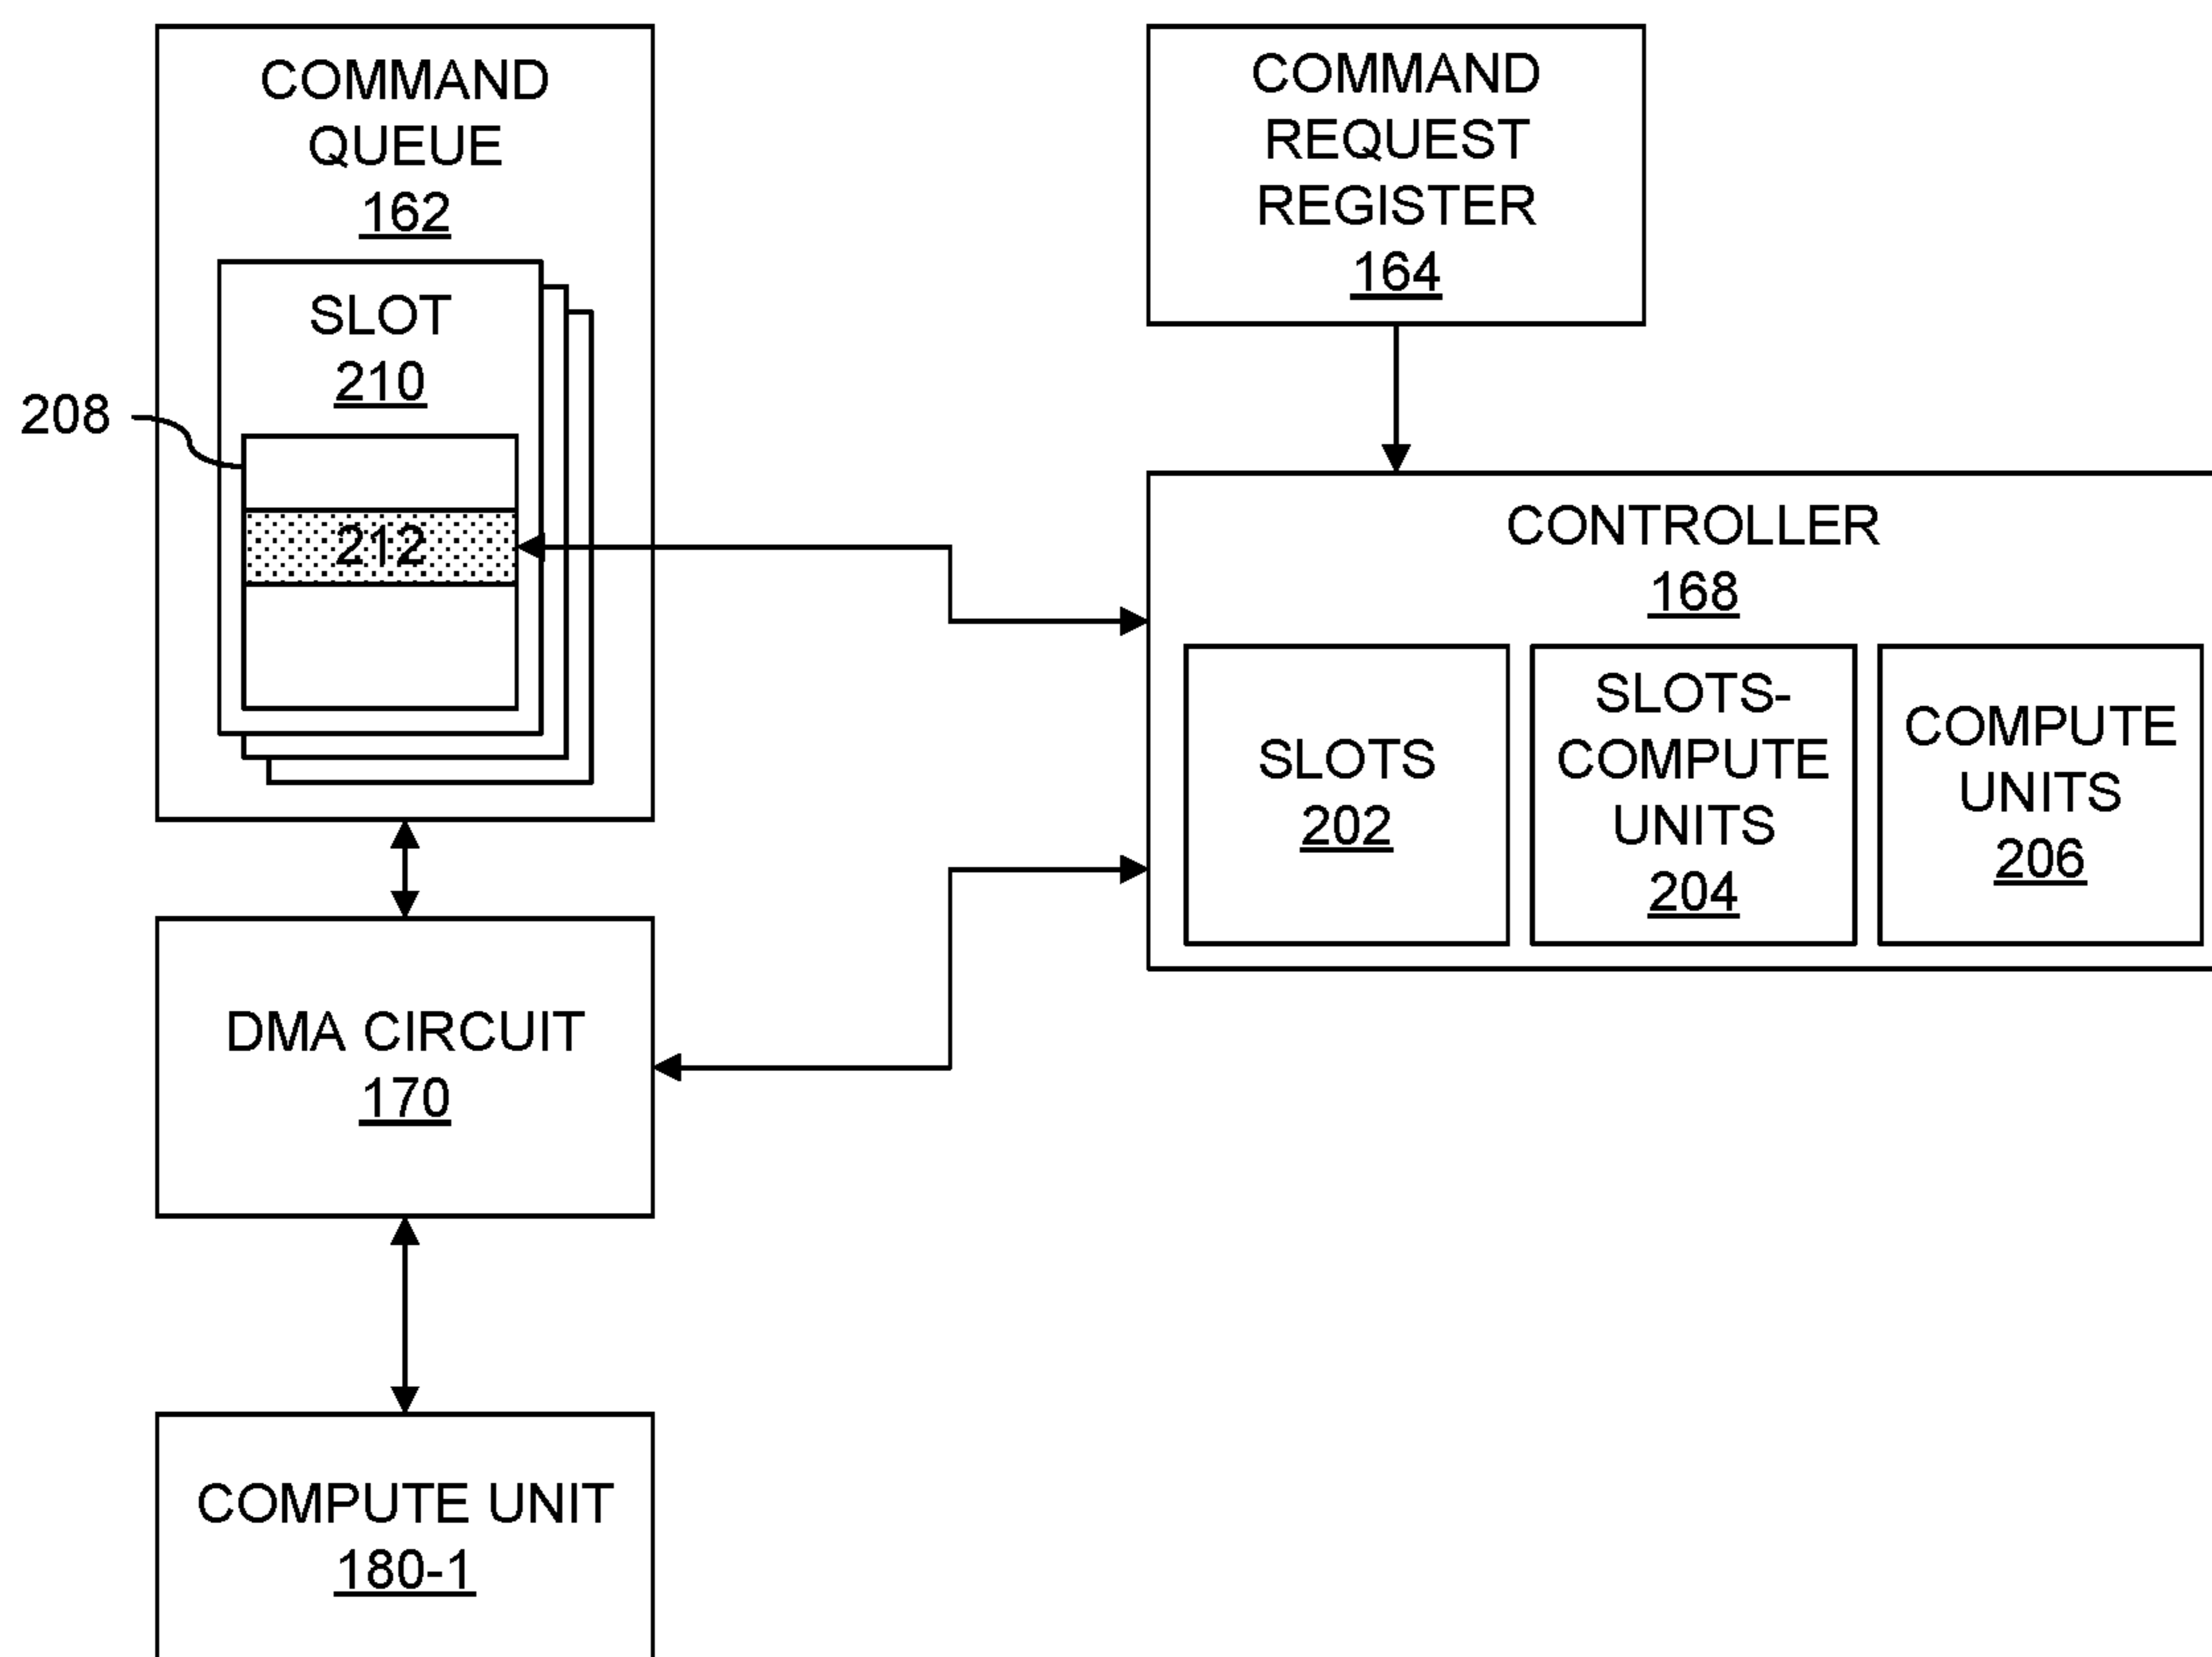 COMMAND
QUEUE
162
SLOT
210
208
212
COMMAND
REQUEST
REGISTER
164
CONTROLLER
168
SLOTS
202
SLOTS-
COMPUTE
UNITS
204
COMPUTE
UNITS
206
DMA CIRCUIT
170
COMPUTE UNIT
180-1